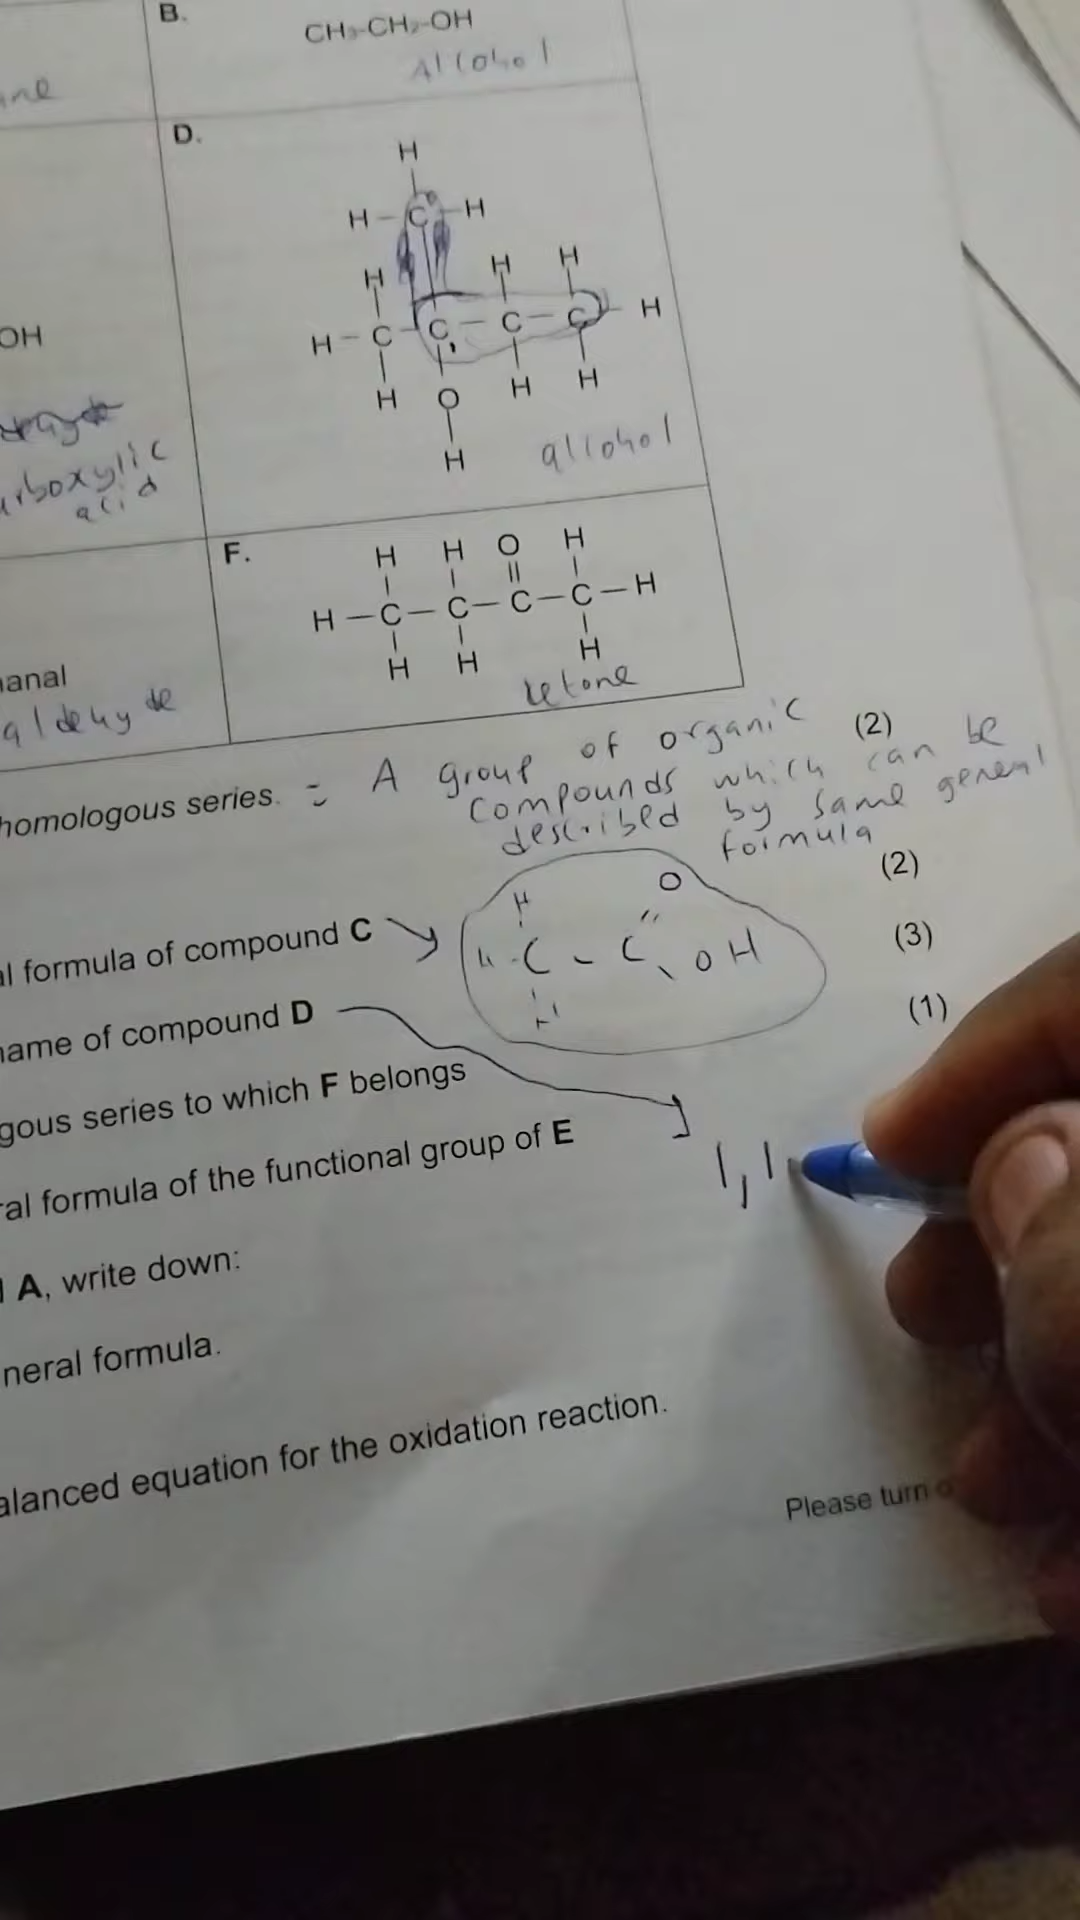 B.
CH₃-CH₂-OH
Alcohol
D.
H
H – C – H
H H H
H – C – C – C – C – H
H O H H
H
alcohol
OH
acid
F.
H H O H
H – C – C – C – C – H
H H H
ketone
anal
aldehyde
(2)
homologous series. = A group of organic
compounds which can be
described by same general
formula
(2)
al formula of compound C
H O
H - C - C
O H
H
(3)
name of compound D
(1)
gous series to which F belongs
ral formula of the functional group of E
1,1
A, write down:
neral formula.
alanced equation for the oxidation reaction.
Please turn